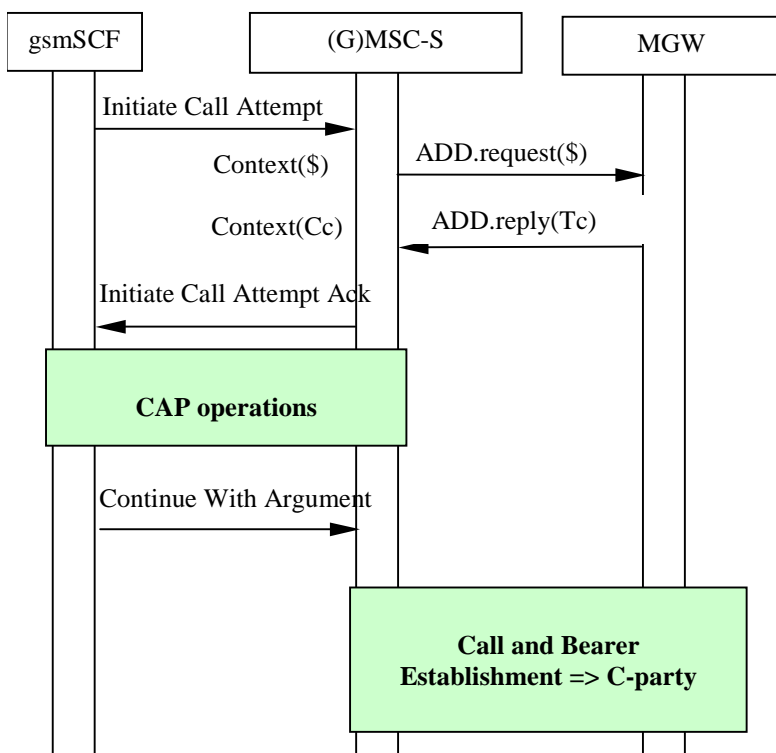 gsmSCF
(G)MSC-S
MGW
Initiate Call Attempt
Context($)
ADD.request($)
Context(Cc)
ADD.reply(Tc)
Initiate Call Attempt Ack
CAP operations
Continue With Argument
Call and Bearer
Establishment => C-party